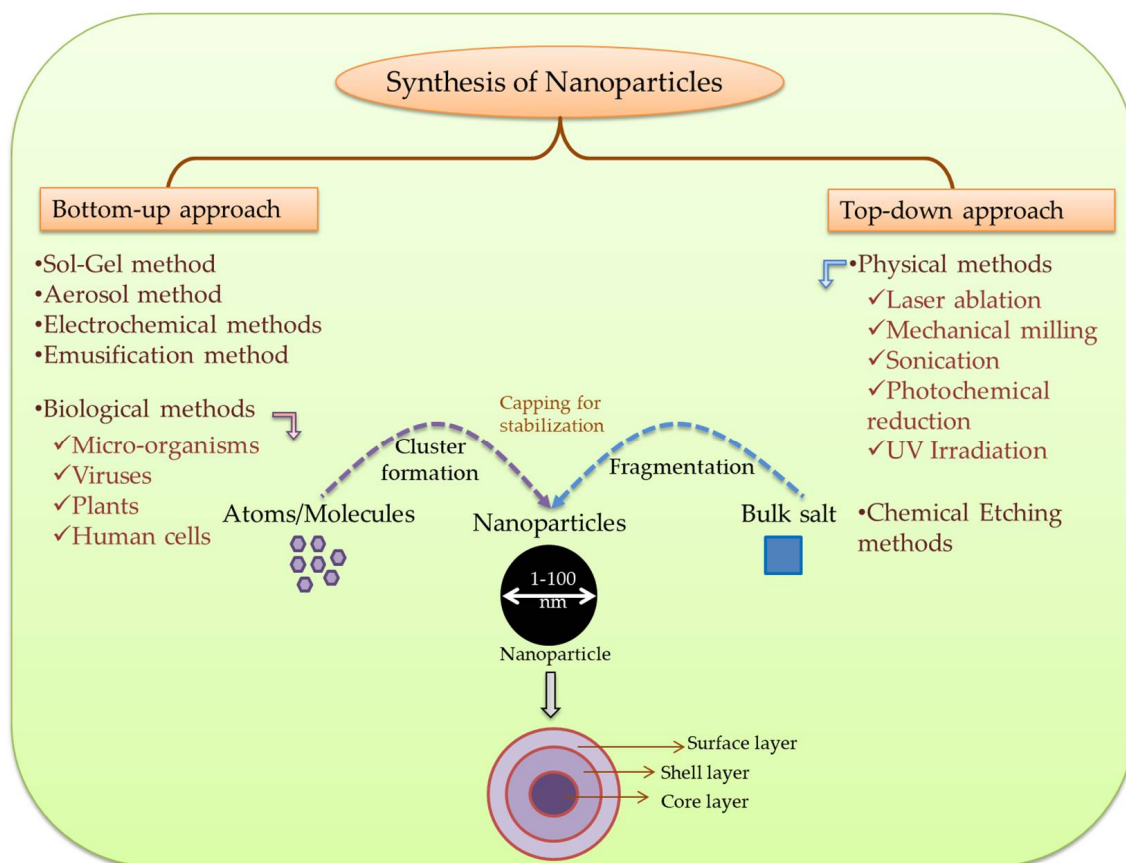 Synthesis of Nanoparticles
Bottom-up approach
•Sol-Gel method
•Aerosol method
•Electrochemical methods
•Emusification method
•Biological methods
✓Micro-organisms
✓Viruses
✓Plants
✓Human cells
Top-down approach
•Physical methods
✓Laser ablation
✓Mechanical milling
✓Sonication
✓Photochemical
reduction
✓UV Irradiation
•Chemical Etching
methods
Capping for
stabilization
Cluster
formation
Fragmentation
Atoms/Molecules
Nanoparticles
Bulk salt
1-100
nm
Nanoparticle
Surface layer
Shell layer
Core layer